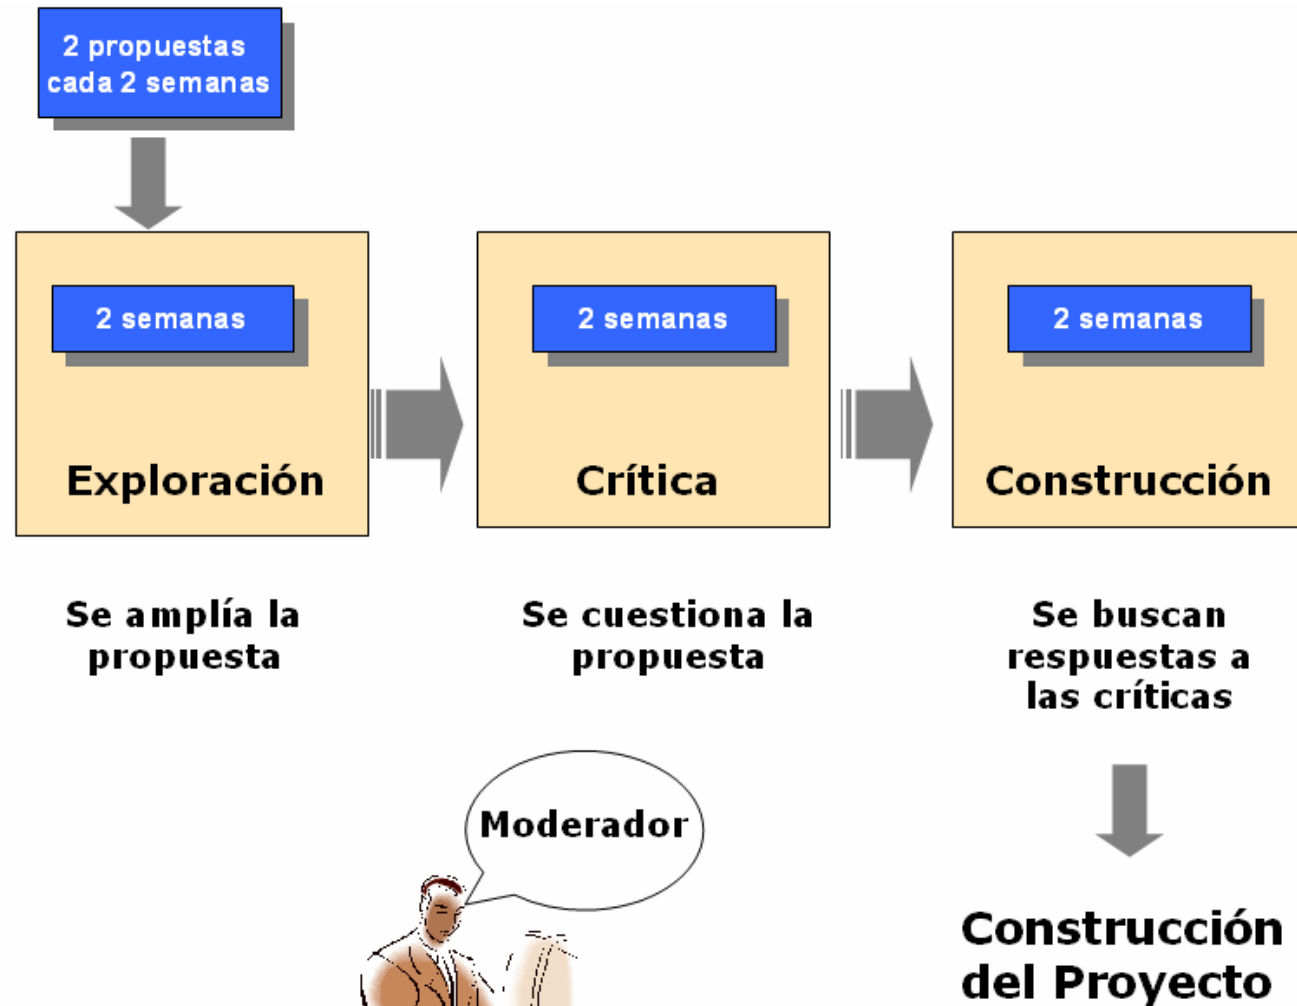 2 propuestas
cada 2 semanas
2 semanas
Exploración
Se amplía la
propuesta
2 semanas
Crítica
Se cuestiona la
propuesta
2 semanas
Construcción
Se buscan
respuestas a
las críticas
Moderador
Construcción
del Proyecto